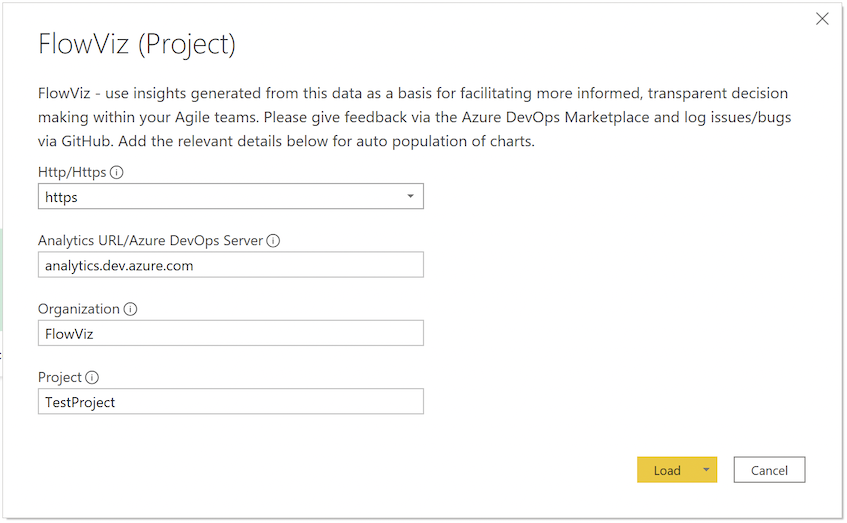 FlowViz (Project)
FlowViz - use insights generated from this data as a basis for facilitating more informed, transparent decision
making within your Agile teams. Please give feedback via the Azure DevOps Marketplace and log issues/bugs
via GitHub. Add the relevant details below for auto population of charts.
Http/Https
https
Analytics URL/Azure DevOps Server
analytics.dev.azure.com
Organization
FlowViz
Project
TestProject
Load
Cancel